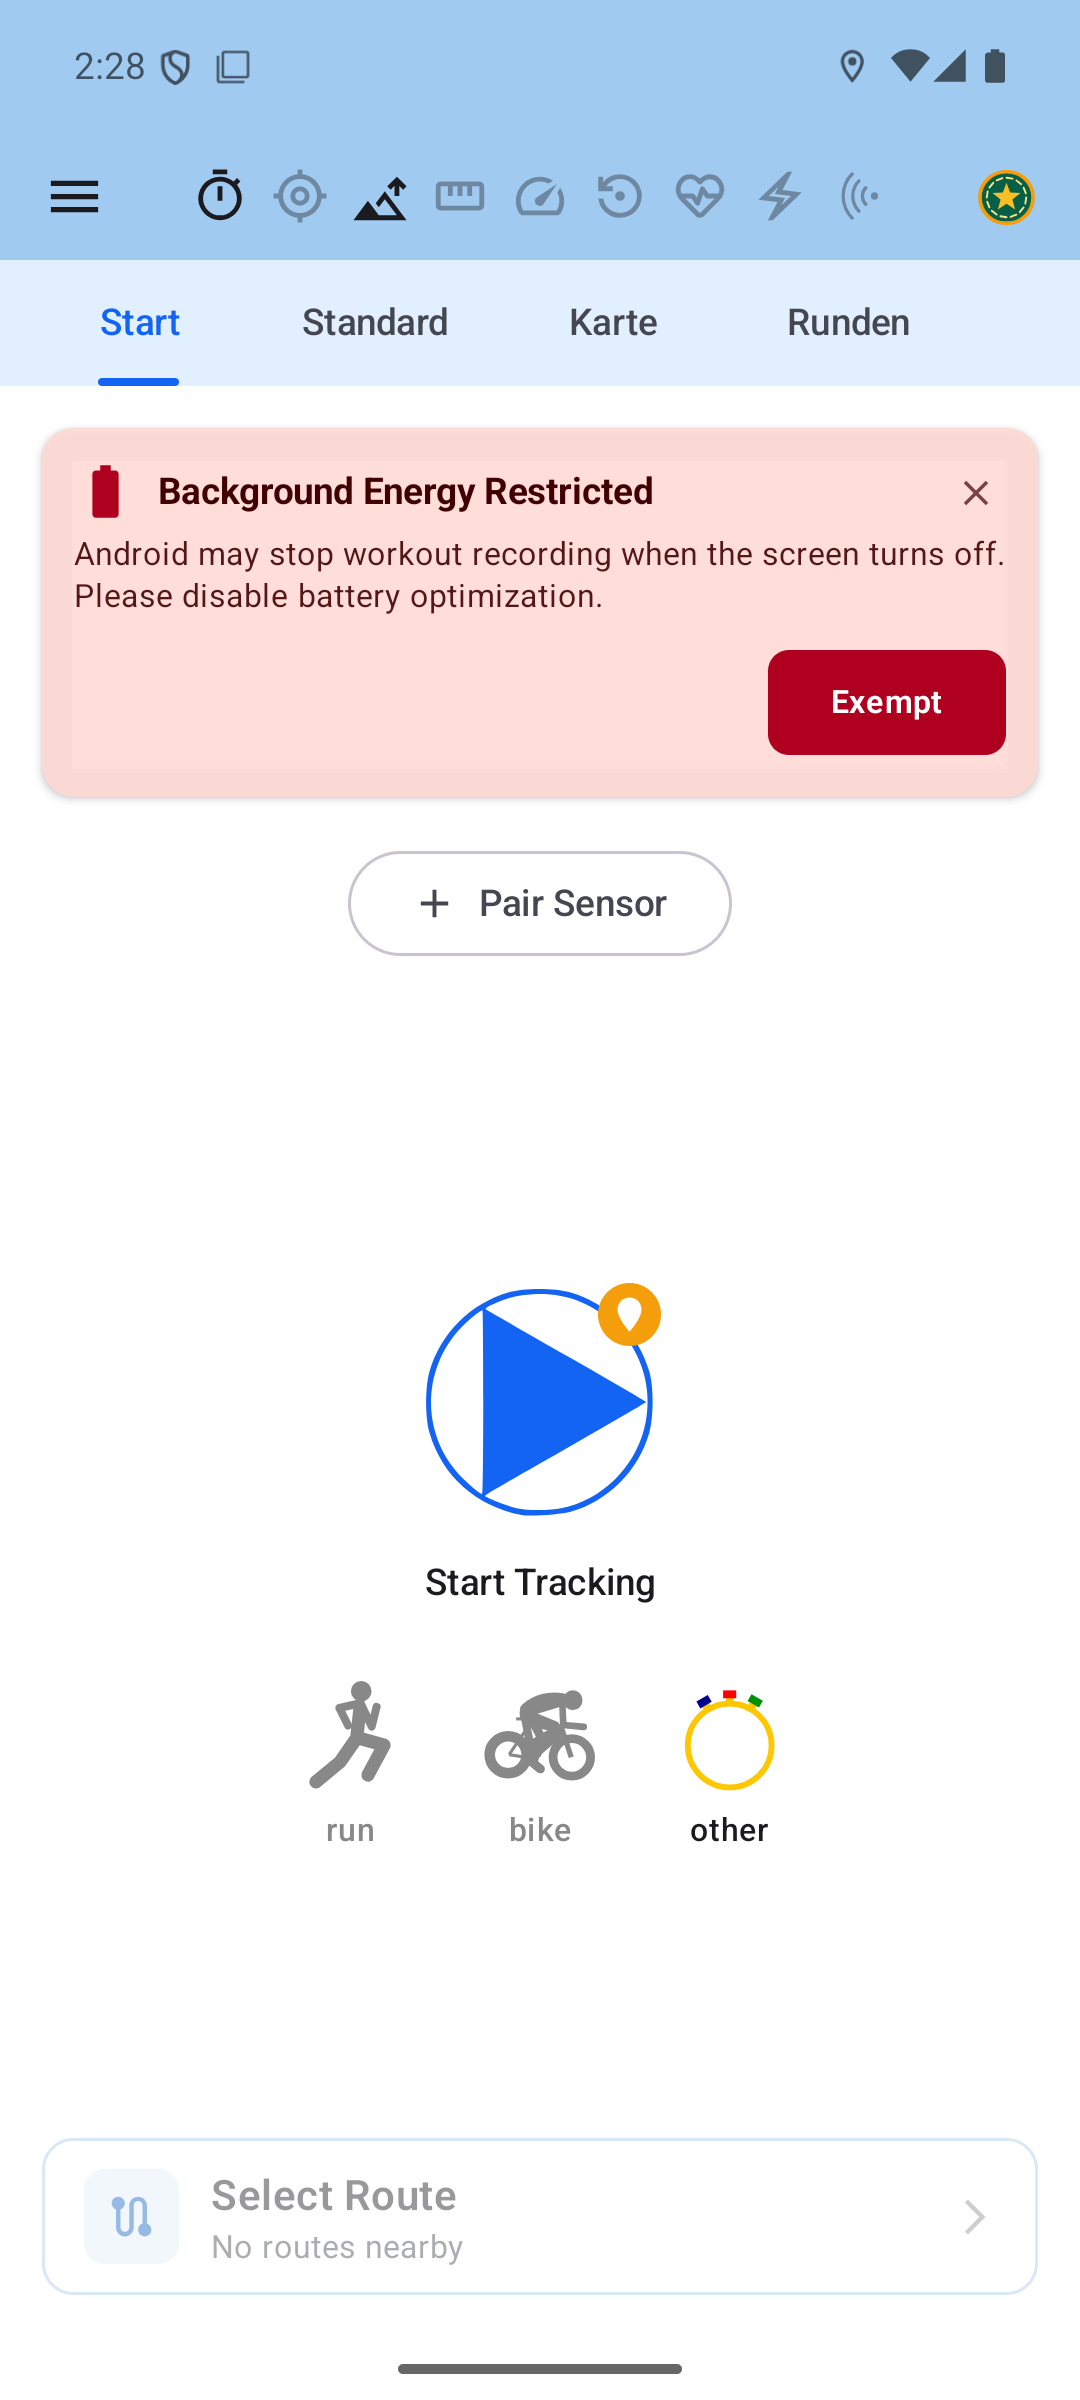 2:28
Start
Standard
Karte
Runden
Background Energy Restricted
Android may stop workout recording when the screen turns off.
Please disable battery optimization.
Exempt
Pair Sensor
Start Tracking
run
bike
other
Select Route
No routes nearby